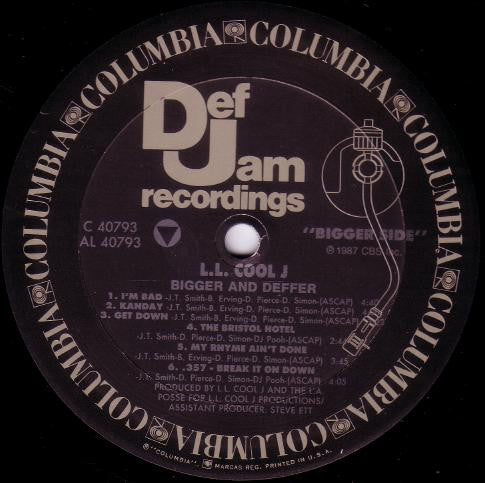 COLUMBIA COLUMBIA COLUMBIA COLUMBIA COLUMBIA COLUMBIA COLUMBIA COLUMBIA
Def
Jam
recordings
C 40793
AL 40793
"BIGGER SIDE"
℗ 1987 CBS Inc.
L.L. COOL J
BIGGER AND DEFFER
1. I'M BAD -J.T. Smith-B. Erving-D. Pierce-D. Simon-(ASCAP) 4:40
2. KANDAY -J.T. Smith-B. Erving-D. Pierce-D. Simon-(ASCAP)
3. GET DOWN -J.T. Smith-B. Erving-D. Pierce-D. Simon-(ASCAP)
4. THE BRISTOL HOTEL
-J.T. Smith-D. Pierce-D. Simon-DJ Pooh-(ASCAP) 2:
5. MY RHYME AIN'T DONE
-J.T. Smith-D. Pierce-D. Simon-DJ Pooh-(ASCAP) 3:45
6. .357 - BREAK IT ON DOWN
-J.T. Smith-D. Pierce-D. Simon-DJ Pooh-(ASCAP) 4:05
PRODUCED BY L.L. COOL J AND THE L.A.
POSSE FOR L.L. COOL J PRODUCTIONS/
ASSISTANT PRODUCER, STEVE ETT
"COLUMBIA," MARCAS REG. PRINTED IN U.S.A.